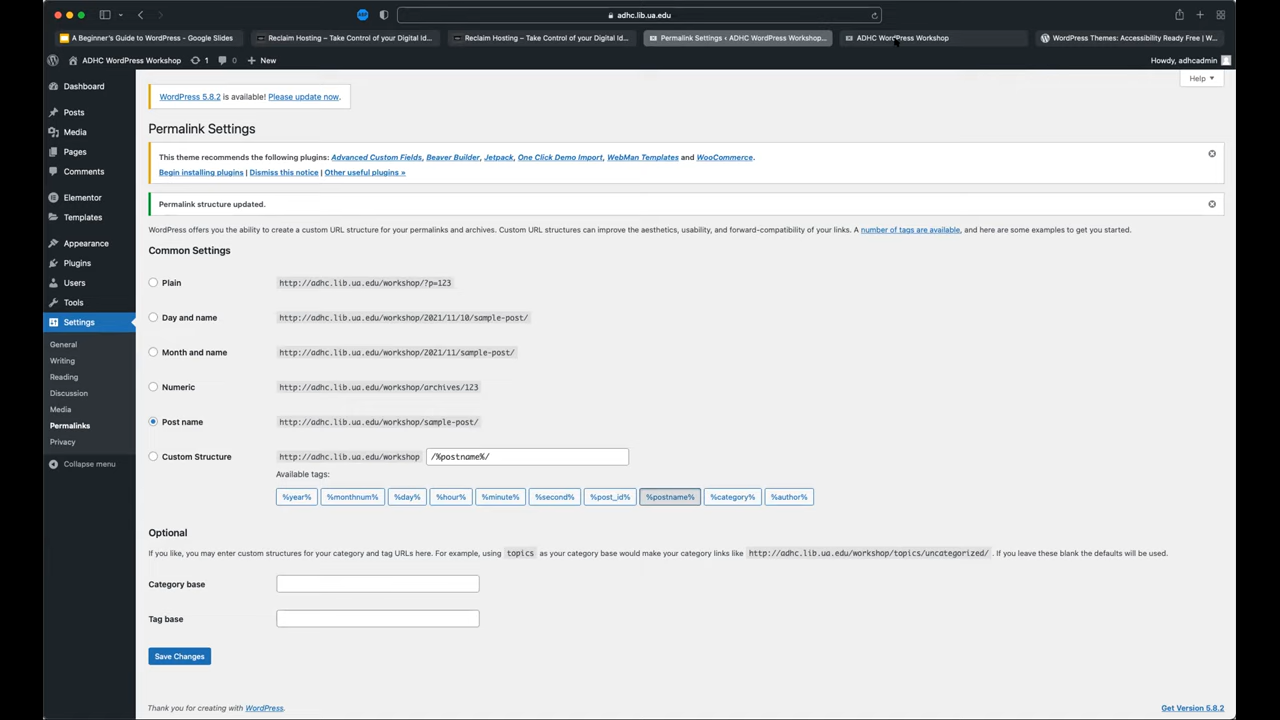 adhc.lib.ua.edu
A Beginner's Guide to WordPress – Google Slides
Reclaim Hosting – Take Control of your Digital Id...
Reclaim Hosting – Take Control of your Digital Id...
Permalink Settings ‹ ADHC WordPress Workshop...
ADHC WordPress Workshop
WordPress Themes: Accessibility Ready Free | W...
ADHC WordPress Workshop
1
0
New
Howdy, adhcadmin
Dashboard
Posts
Media
Pages
Comments
Elementor
Templates
Appearance
Plugins
Users
Tools
Settings
General
Writing
Reading
Discussion
Media
Permalinks
Privacy
Collapse menu
Help
WordPress 5.8.2 is available! Please update now.
Permalink Settings
This theme recommends the following plugins: Advanced Custom Fields, Beaver Builder, Jetpack, One Click Demo Import, WebMan Templates and WooCommerce.
Begin installing plugins | Dismiss this notice | Other useful plugins »
Permalink structure updated.
WordPress offers you the ability to create a custom URL structure for your permalinks and archives. Custom URL structures can improve the aesthetics, usability, and forward-compatibility of your links. A number of tags are available, and here are some examples to get you started.
Common Settings
Plain http://adhc.lib.ua.edu/workshop/?p=123
Day and name http://adhc.lib.ua.edu/workshop/2021/11/10/sample-post/
Month and name http://adhc.lib.ua.edu/workshop/2021/11/sample-post/
Numeric http://adhc.lib.ua.edu/workshop/archives/123
Post name http://adhc.lib.ua.edu/workshop/sample-post/
Custom Structure http://adhc.lib.ua.edu/workshop /%postname%/
Available tags:
%year% %monthnum% %day% %hour% %minute% %second% %post_id% %postname% %category% %author%
Optional
If you like, you may enter custom structures for your category and tag URLs here. For example, using topics as your category base would make your category links like http://adhc.lib.ua.edu/workshop/topics/uncategorized/ . If you leave these blank the defaults will be used.
Category base
Tag base
Save Changes
Thank you for creating with WordPress.
Get Version 5.8.2